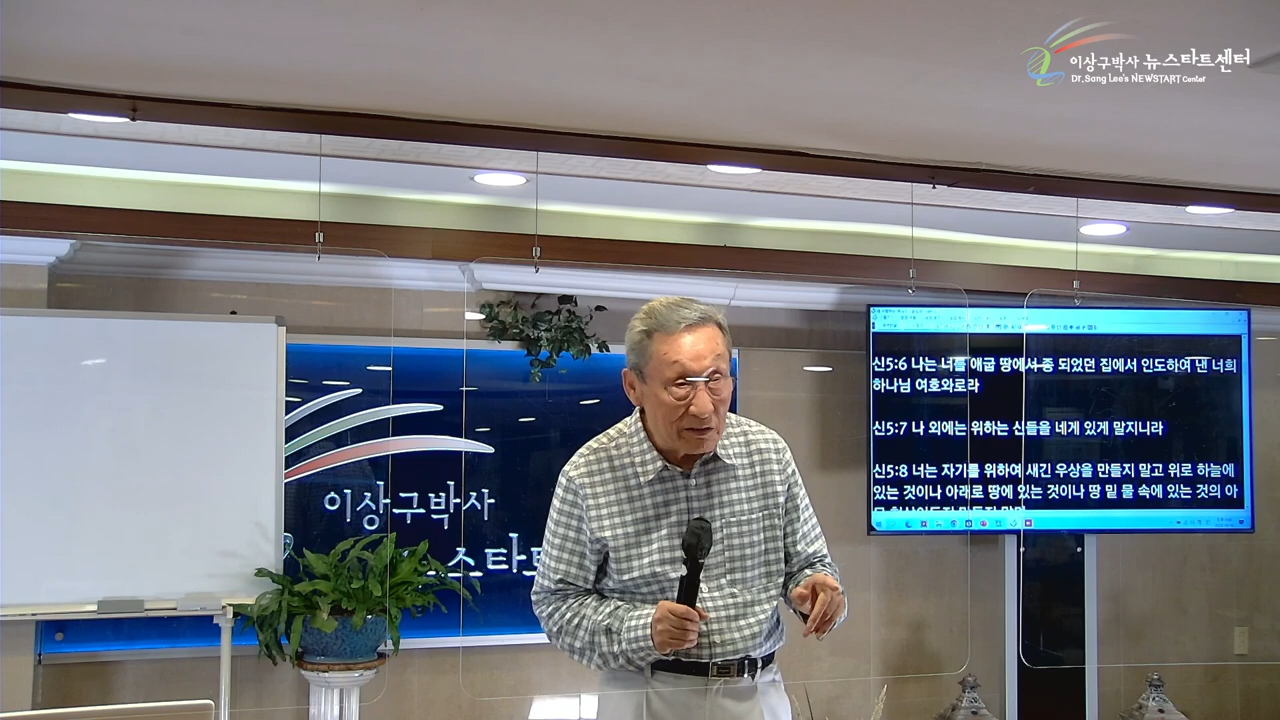 이상구박사 뉴스타트센터
Dr. Sang Lee's NEWSTART Center
신5:6 나는 너를 애굽 땅에서 종 되었던 집에서 인도하여 낸 너희
하나님 여호와로라
신5:7 나 외에는 위하는 신들을 네게 있게 말지니라
신5:8 너는 자기를 위하여 새긴 우상을 만들지 말고 위로 하늘에
있는 것이나 아래로 땅에 있는 것이나 땅 밑 물 속에 있는 것의 아
이상구박사
스타트